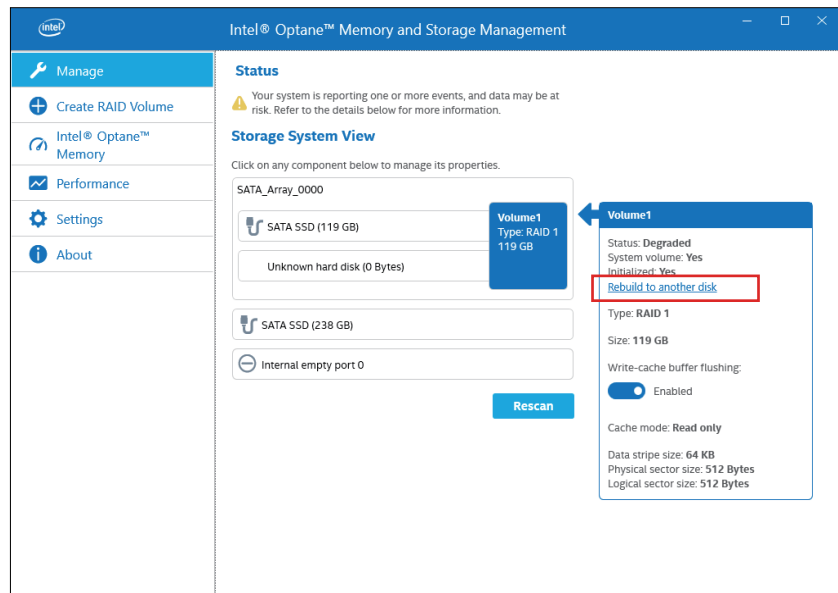 intel
Intel® Optane™ Memory and Storage Management
Manage
Create RAID Volume
Intel® Optane™
Memory
Performance
Settings
About
Status
Your system is reporting one or more events, and data may be at
risk. Refer to the details below for more information.
Storage System View
Click on any component below to manage its properties.
SATA_Array_0000
SATA SSD (119 GB)
Unknown hard disk (0 Bytes)
Volume1
Type: RAID 1
119 GB
SATA SSD (238 GB)
Internal empty port 0
Rescan
Volume1
Status: Degraded
System volume: Yes
Initialized: Yes
Rebuild to another disk
Type: RAID 1
Size: 119 GB
Write-cache buffer flushing:
Enabled
Cache mode: Read only
Data stripe size: 64 KB
Physical sector size: 512 Bytes
Logical sector size: 512 Bytes